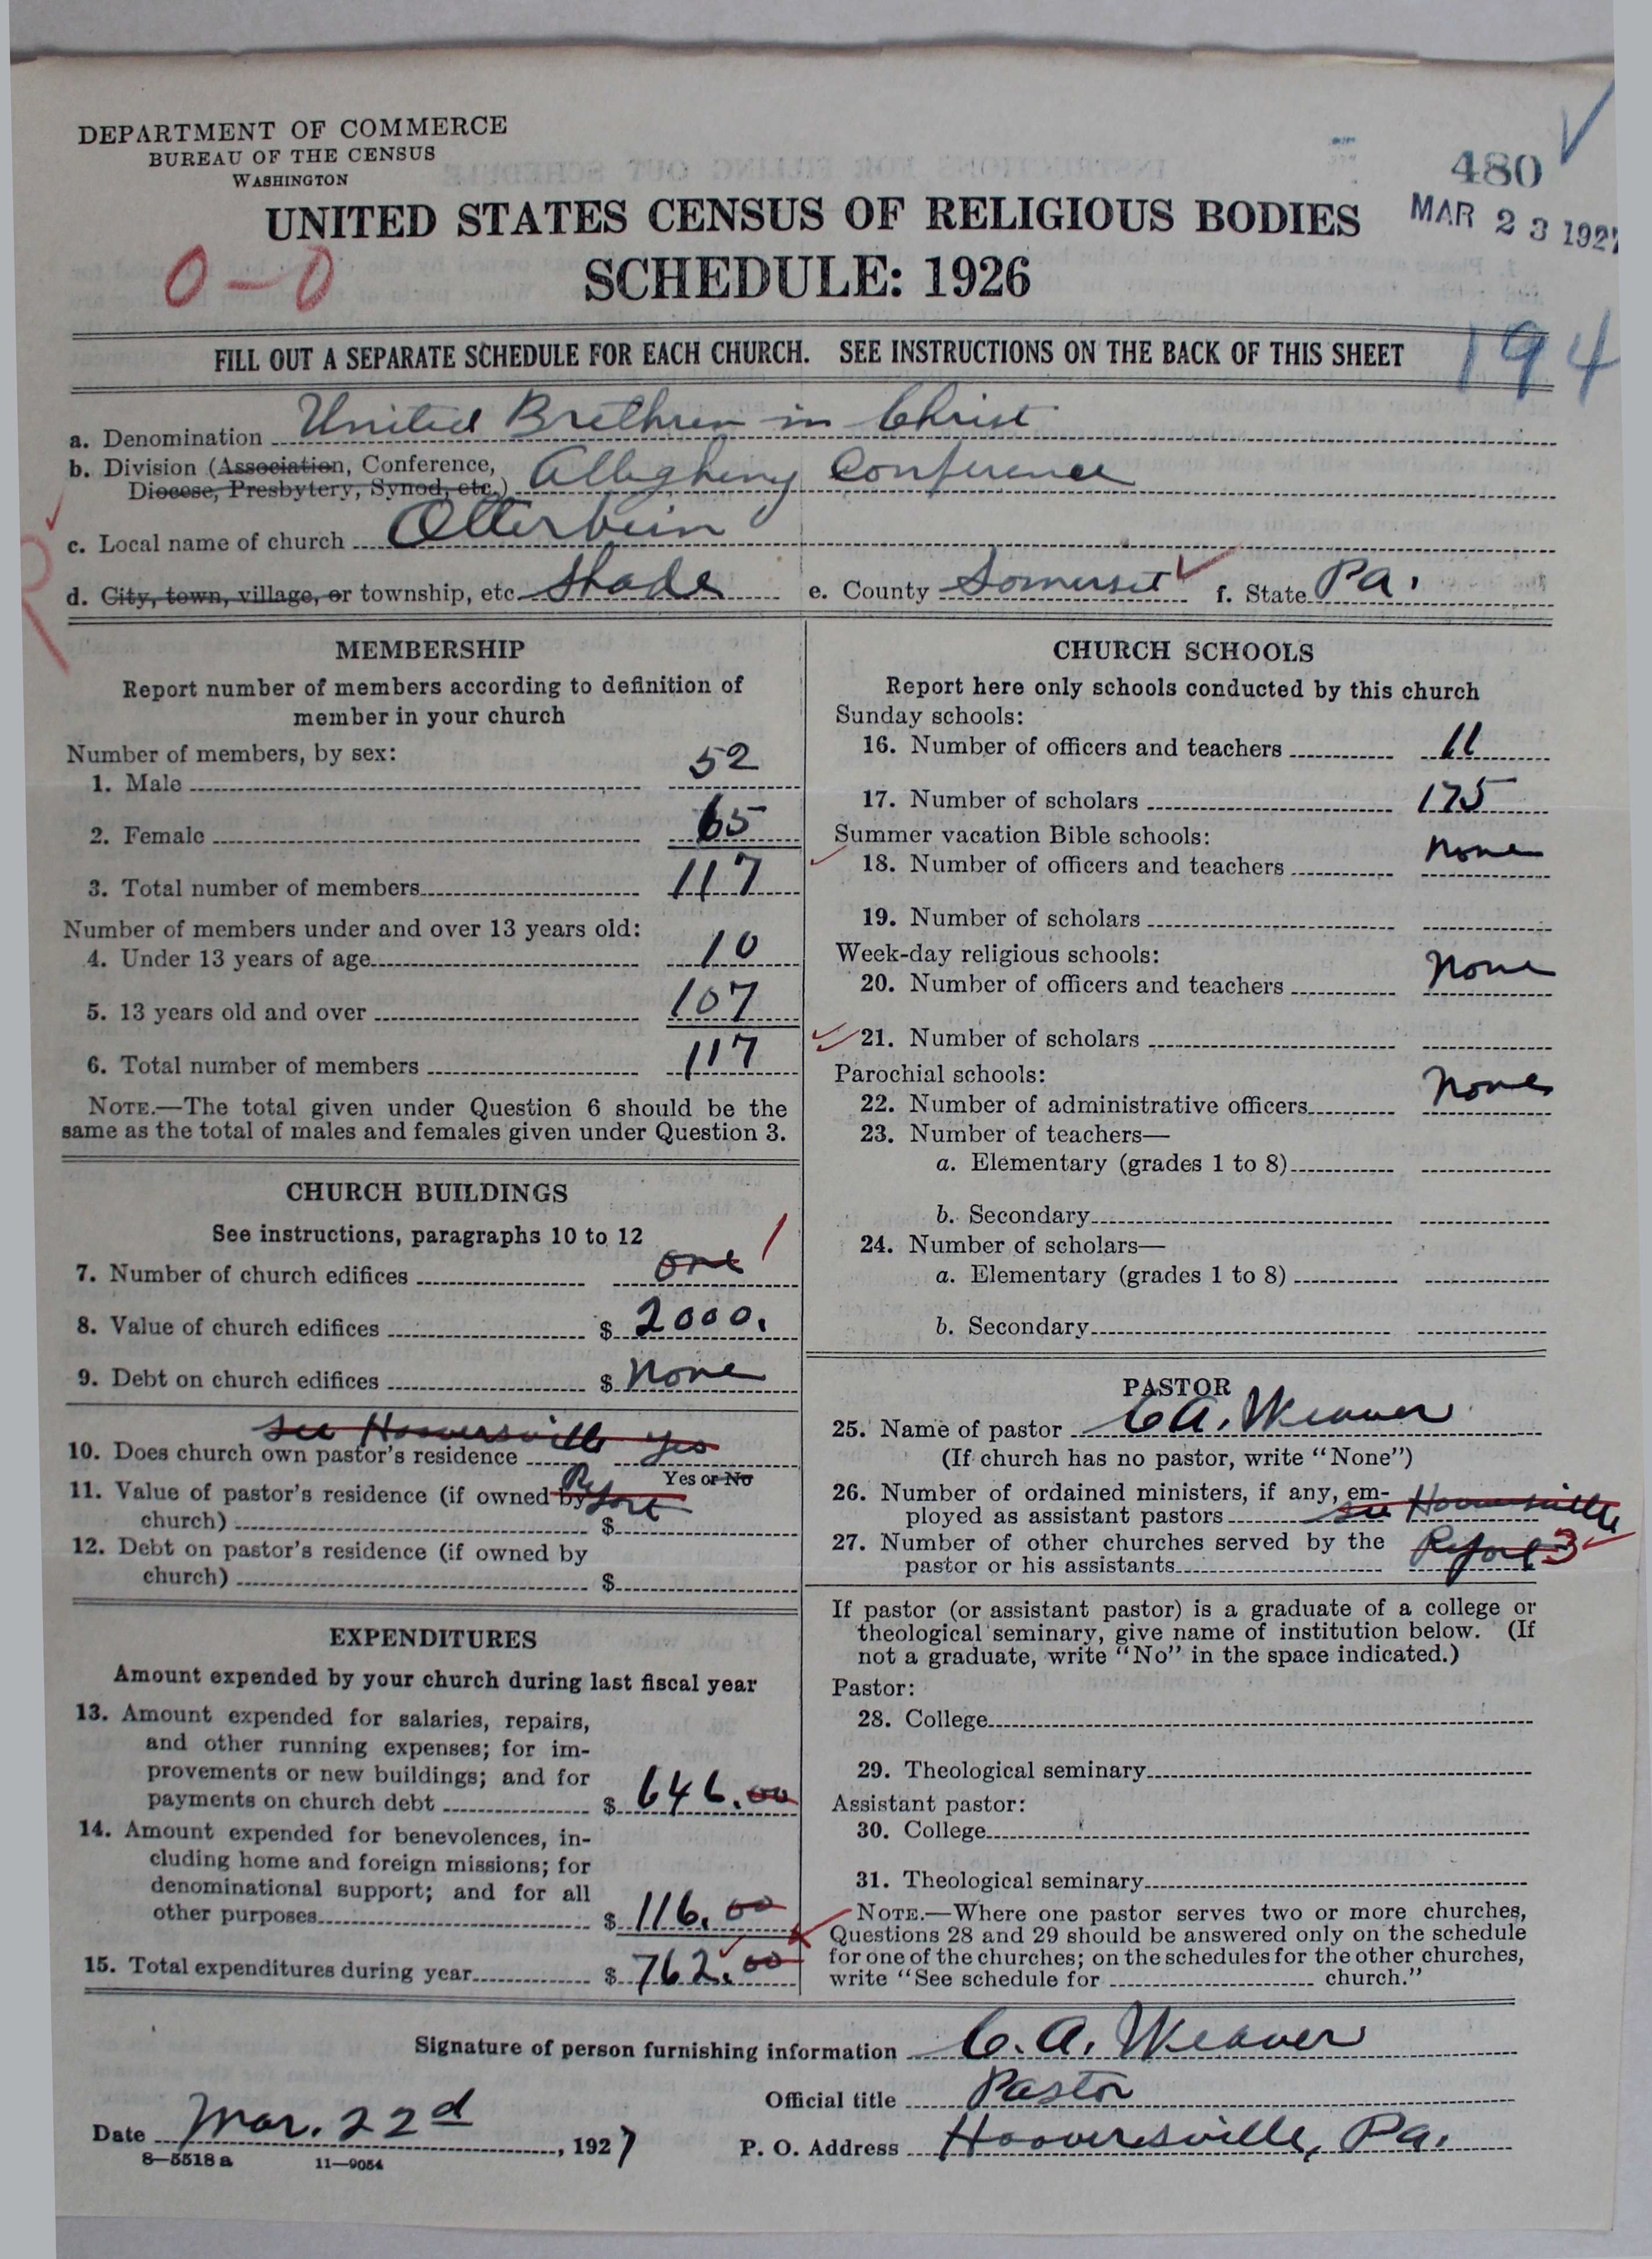 DEPARTMENT OF COMMERCE
BUREAU OF THE CENSUS
WASHINGTON
480
MAR 23 1927
UNITED STATES CENSUS OF RELIGIOUS BODIES
SCHEDULE: 1926
0-0
194
FILL OUT A SEPARATE SCHEDULE FOR EACH CHURCH. SEE INSTRUCTIONS ON THE BACK OF THIS SHEET
a. Denomination United Brethren in Christ
b. Division (Association, Conference, Diocese, Presbytery, Synod, etc.) Allegheny Conference
c. Local name of church Otterbein
d. City, town, village, or township, etc. Shade e. County Somerset f. State Pa.
MEMBERSHIP
Report number of members according to definition of
member in your church
Number of members, by sex:
1. Male 52
2. Female 65
3. Total number of members 117
Number of members under and over 13 years old:
4. Under 13 years of age 10
5. 13 years old and over 107
6. Total number of members 117
NOTE.—The total given under Question 6 should be the
same as the total of males and females given under Question 3.
CHURCH BUILDINGS
See instructions, paragraphs 10 to 12
7. Number of church edifices one 1
8. Value of church edifices $ 2000.
9. Debt on church edifices $ none
see Hooversville
10. Does church own pastor's residence yes
Yes or No
Report
11. Value of pastor's residence (if owned by
church) $
12. Debt on pastor's residence (if owned by
church) $
EXPENDITURES
Amount expended by your church during last fiscal year
13. Amount expended for salaries, repairs,
and other running expenses; for im-
provements or new buildings; and for
payments on church debt $ 646.00
14. Amount expended for benevolences, in-
cluding home and foreign missions; for
denominational support; and for all
other purposes $ 116.00
15. Total expenditures during year $ 762.00
CHURCH SCHOOLS
Report here only schools conducted by this church
Sunday schools:
16. Number of officers and teachers 11
17. Number of scholars 175
Summer vacation Bible schools:
18. Number of officers and teachers none
19. Number of scholars
Week-day religious schools:
20. Number of officers and teachers none
21. Number of scholars
Parochial schools:
22. Number of administrative officers none
23. Number of teachers—
a. Elementary (grades 1 to 8)
b. Secondary
24. Number of scholars—
a. Elementary (grades 1 to 8)
b. Secondary
PASTOR
25. Name of pastor C A. Weaver
(If church has no pastor, write "None")
26. Number of ordained ministers, if any, em-
ployed as assistant pastors see Hooversville
27. Number of other churches served by the
pastor or his assistants Report 3
If pastor (or assistant pastor) is a graduate of a college or
theological seminary, give name of institution below. (If
not a graduate, write "No" in the space indicated.)
Pastor:
28. College
29. Theological seminary
Assistant pastor:
30. College
31. Theological seminary
NOTE.—Where one pastor serves two or more churches,
Questions 28 and 29 should be answered only on the schedule
for one of the churches; on the schedules for the other churches,
write "See schedule for church."
Signature of person furnishing information C. A. Weaver
Official title Pastor
Date Mar. 22d, 1927
P. O. Address Hooversville, Pa.
8—5518 a 11—9054